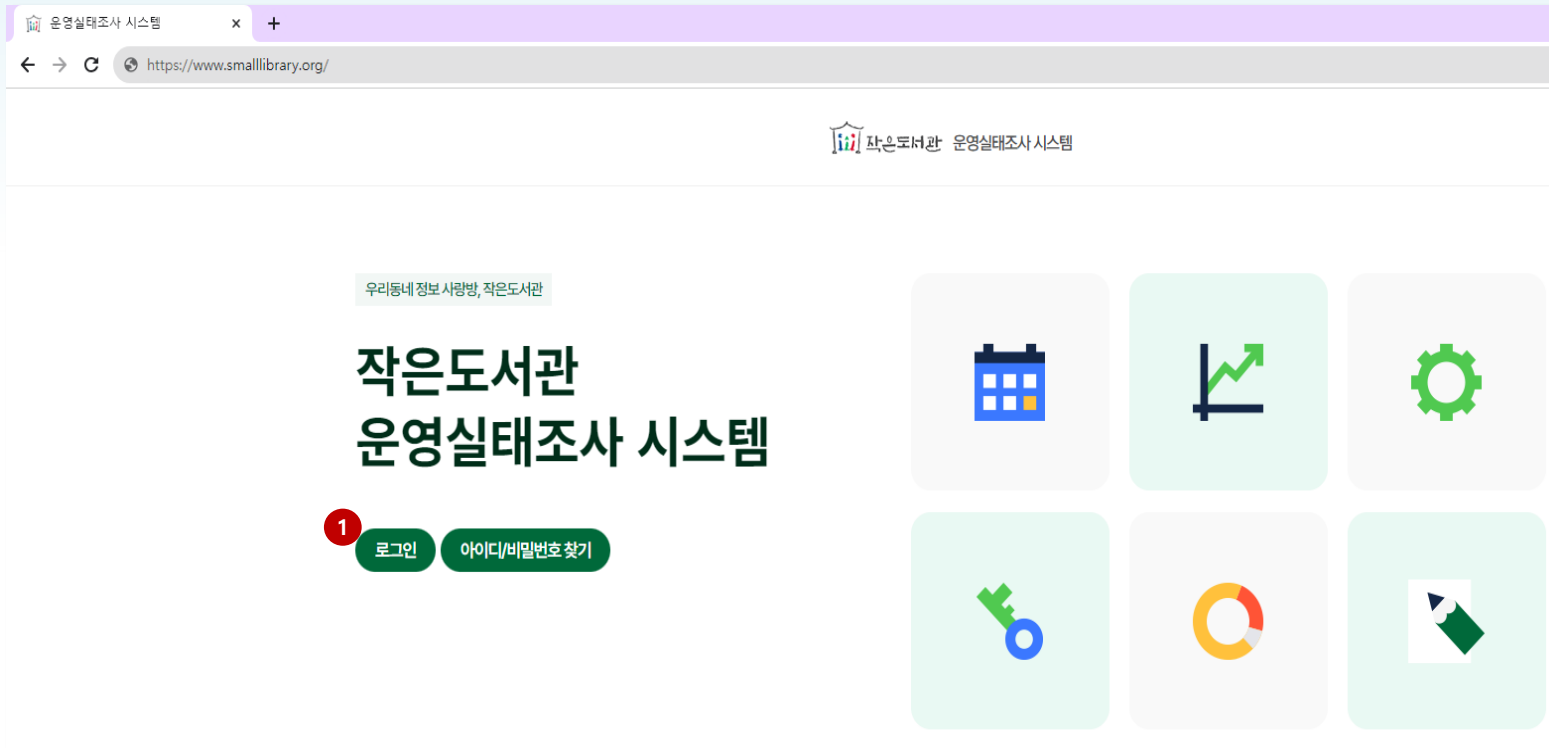 운영실태조사 시스템
https://www.smalllibrary.org/
작은도서관 운영실태조사 시스템
우리동네 정보 사랑방, 작은도서관
작은도서관
운영실태조사 시스템
1
로그인 아이디/비밀번호 찾기